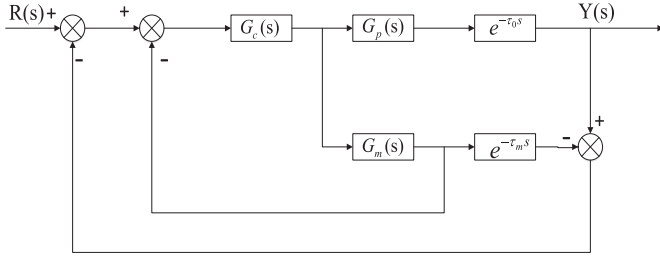 R(s)
+
-
+
-
G_c(s)
G_p(s)
e^{-τ_0 s}
Y(s)
G_m(s)
e^{-τ_m s}
-
+